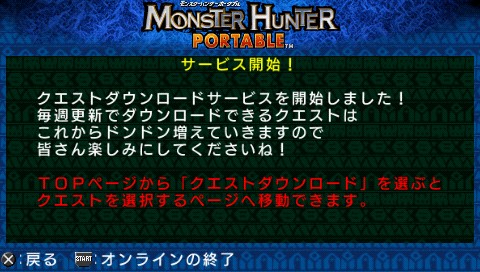 モンスターハンターポータブル
MONSTER HUNTER
PORTABLE™
サービス開始！
クエストダウンロードサービスを開始しました！
毎週更新でダウンロードできるクエストは
これからドンドン増えていきますので
皆さん楽しみにしてくださいね！
ＴＯＰページから「クエストダウンロード」を選ぶと
クエストを選択するページへ移動できます。
:戻る START:オンラインの終了